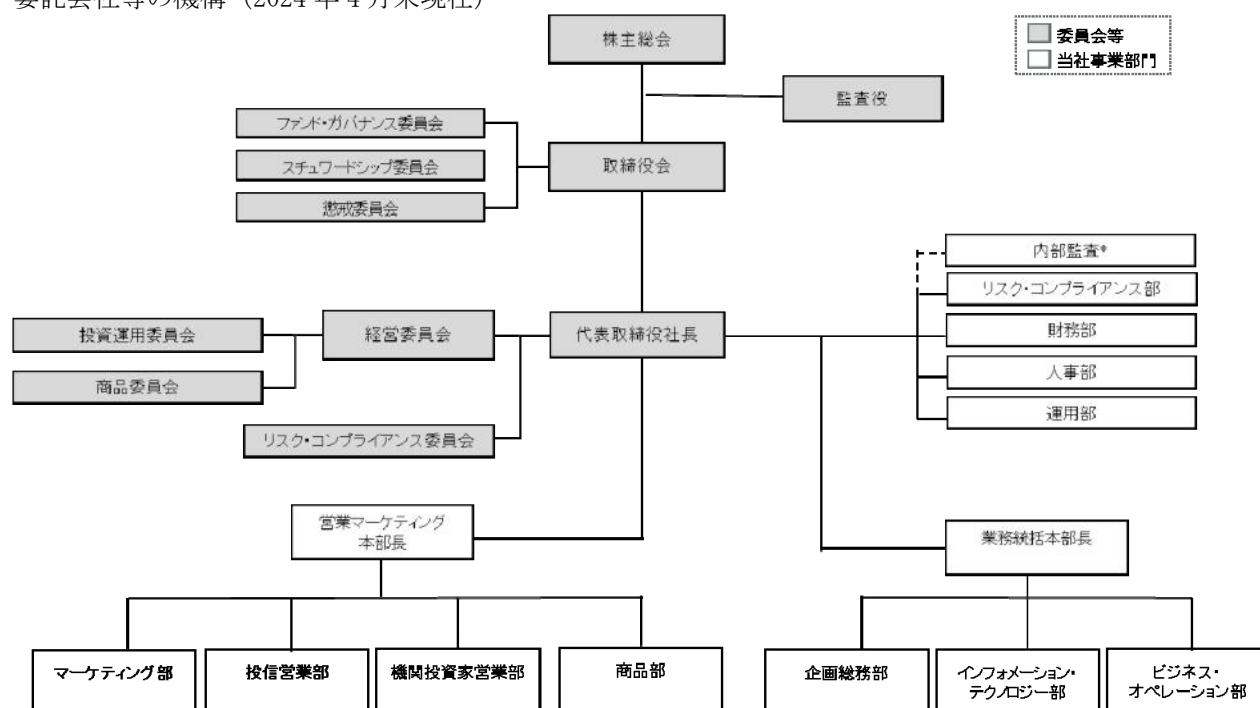 委託会社等の機構（2024年4月末現在）
株主総会
委員会等
当社事業部門
監査役
ファンド・ガバナンス委員会
スチュワードシップ委員会
懲戒委員会
取締役会
内部監査*
リスク・コンプライアンス部
財務部
人事部
運用部
投資運用委員会
経営委員会
代表取締役社長
商品委員会
リスク・コンプライアンス委員会
営業マーケティング
本部長
業務統括本部長
マーケティング部
投信営業部
機関投資家営業部
商品部
企画総務部
インフォメーション・
テクノロジー部
ビジネス・
オペレーション部